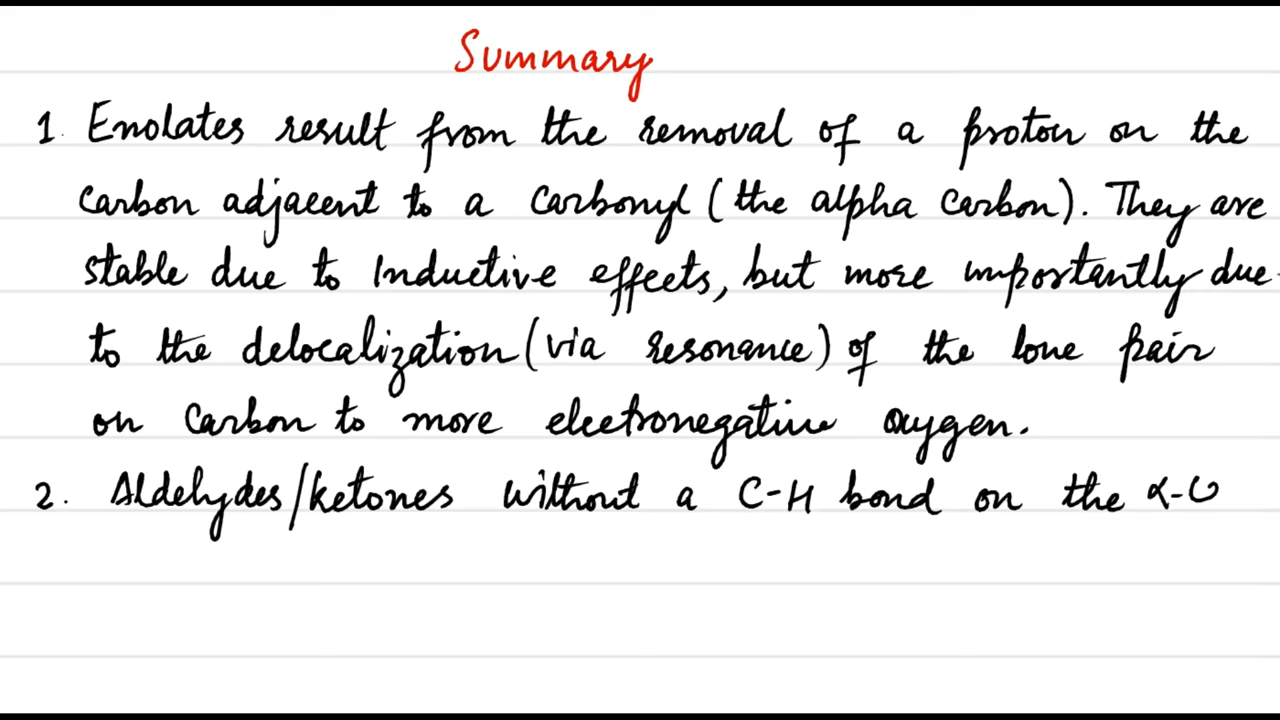 Summary
1. Enolates result from the removal of a proton on the
carbon adjacent to a carbonyl (the alpha carbon). They are
stable due to Inductive effects, but more importantly due
to the delocalization (via resonance) of the lone pair
on carbon to more electronegative oxygen.
2. Aldehydes/ketones without a C-H bond on the α-C